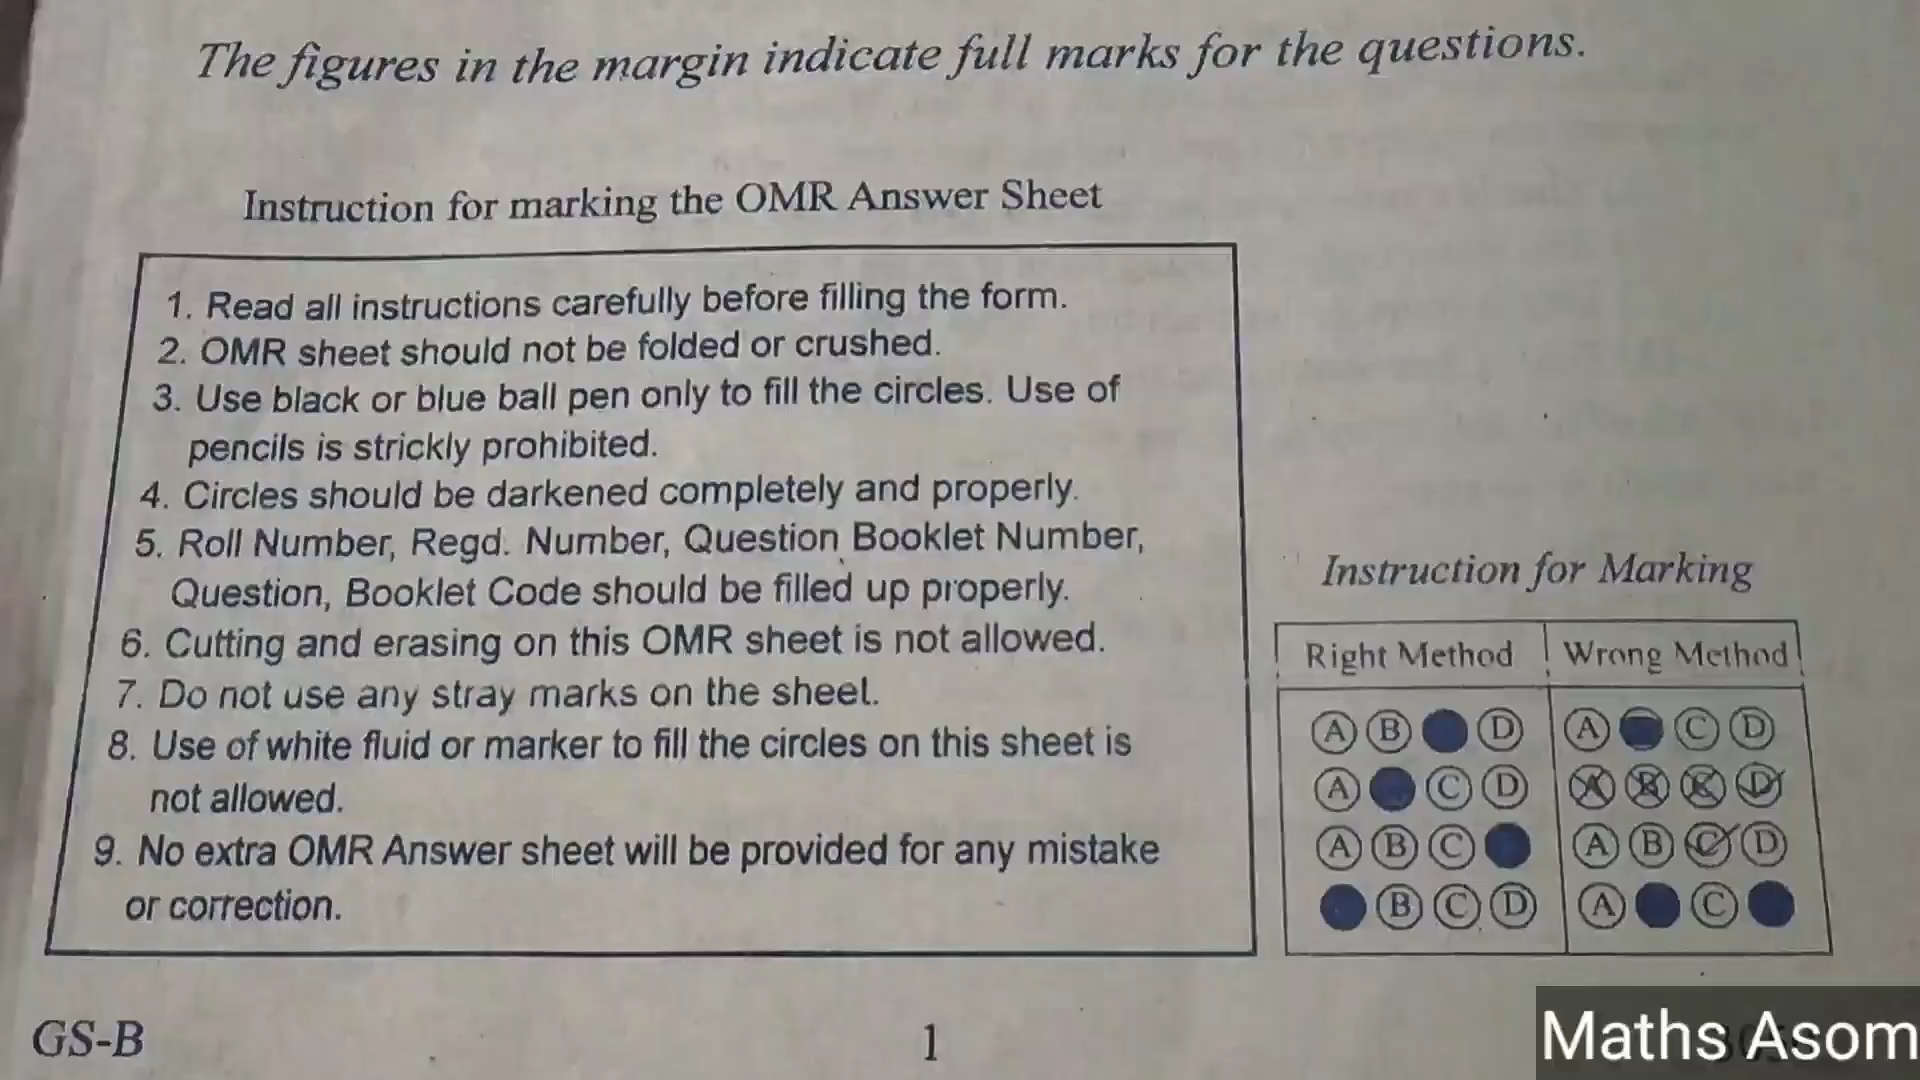 The figures in the margin indicate full marks for the questions.
Instruction for marking the OMR Answer Sheet
1. Read all instructions carefully before filling the form.
2. OMR sheet should not be folded or crushed.
3. Use black or blue ball pen only to fill the circles. Use of
pencils is strickly prohibited.
4. Circles should be darkened completely and properly.
5. Roll Number, Regd. Number, Question Booklet Number,
Question, Booklet Code should be filled up properly.
6. Cutting and erasing on this OMR sheet is not allowed.
7. Do not use any stray marks on the sheet.
8. Use of white fluid or marker to fill the circles on this sheet is
not allowed.
9. No extra OMR Answer sheet will be provided for any mistake
or correction.
Instruction for Marking
Right Method Wrong Method
A B D A C D
A C D A B C D
A B C A B C D
B C D A C
GS-B
1
Maths Asom